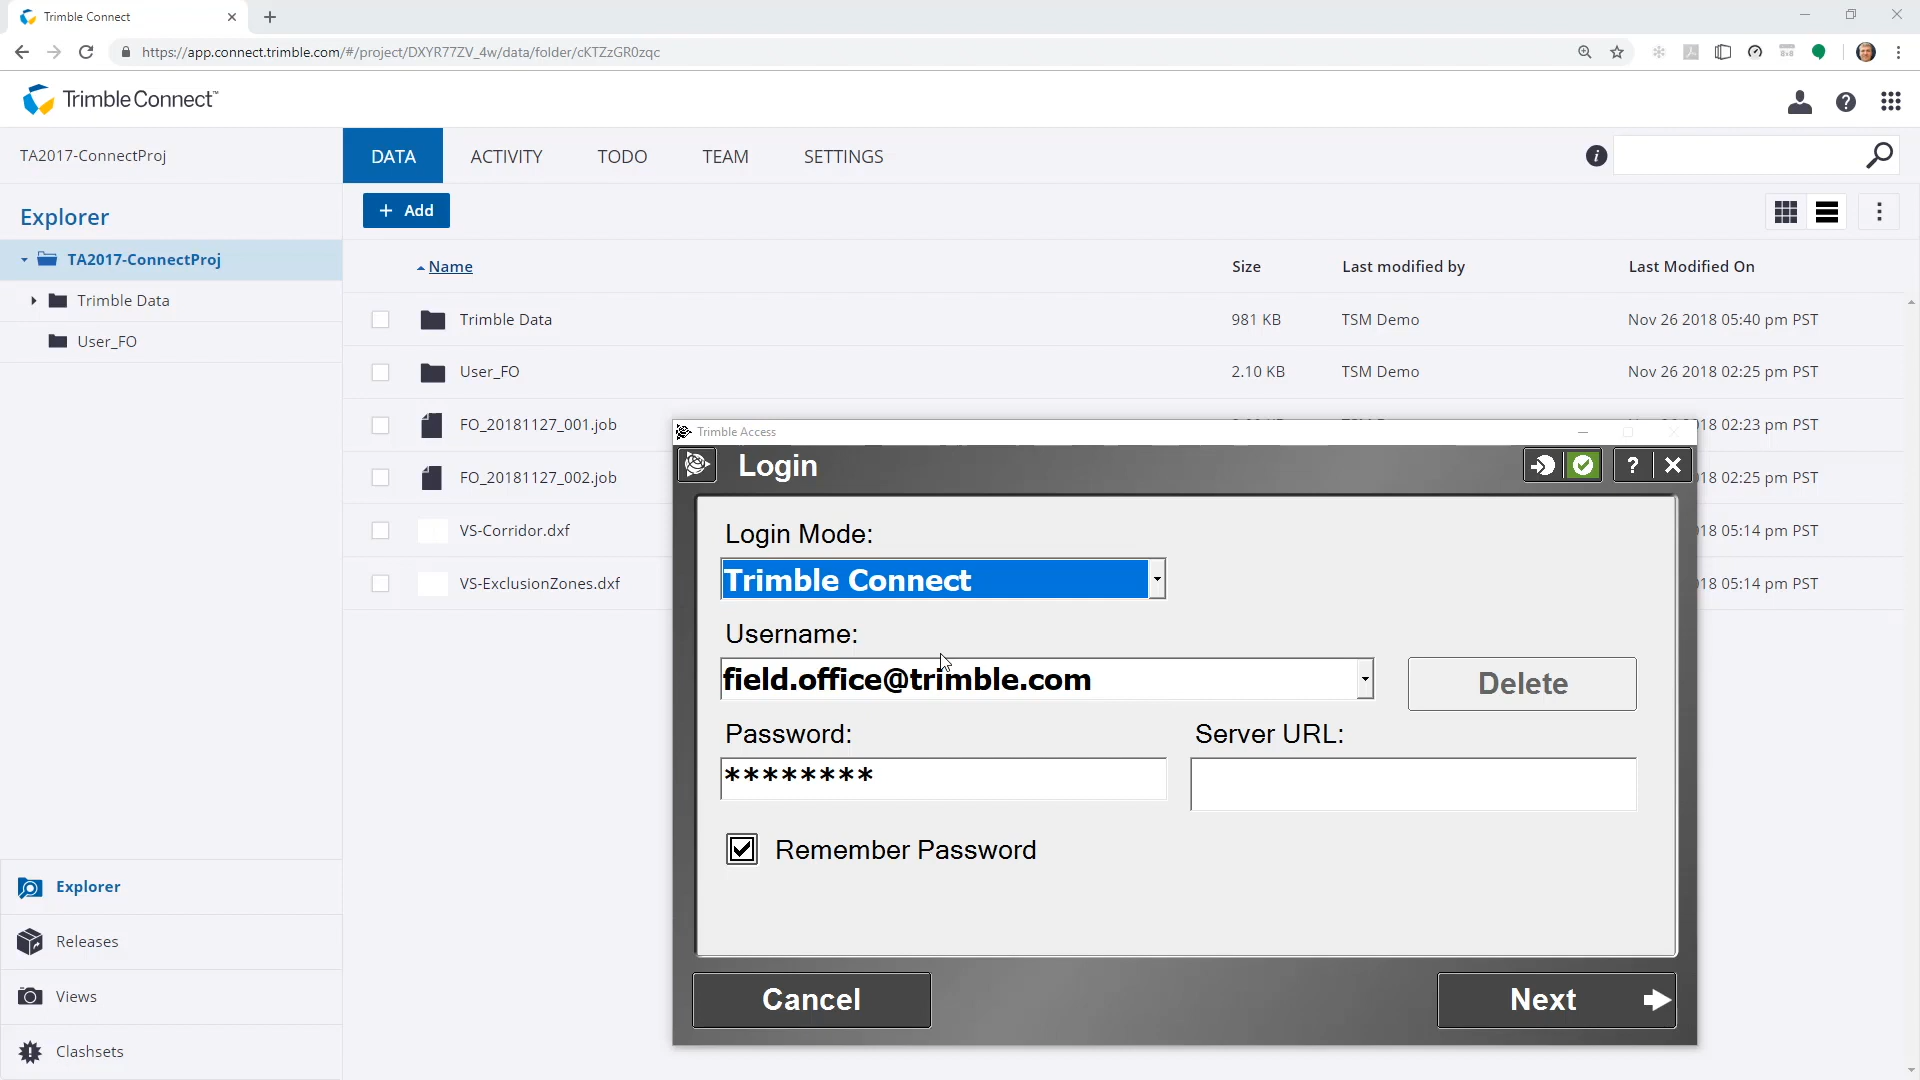 Trimble Connect
https://app.connect.trimble.com/#/project/DXYR77ZV_4w/data/folder/cKTZzGR0zqc
Trimble Connect™
TA2017-ConnectProj
DATA ACTIVITY TODO TEAM SETTINGS
Explorer
+ Add
TA2017-ConnectProj
Trimble Data
User_FO
Name Size Last modified by Last Modified On
Trimble Data 981 KB TSM Demo Nov 26 2018 05:40 pm PST
User_FO 2.10 KB TSM Demo Nov 26 2018 02:25 pm PST
FO_20181127_001.job 18 02:23 pm PST
FO_20181127_002.job 18 02:25 pm PST
VS-Corridor.dxf 18 05:14 pm PST
VS-ExclusionZones.dxf 18 05:14 pm PST
Trimble Access
Login
?
Login Mode:
Trimble Connect
Username:
field.office@trimble.com
Delete
Password:
Server URL:
********
Remember Password
Cancel
Next
Explorer
Releases
Views
Clashsets